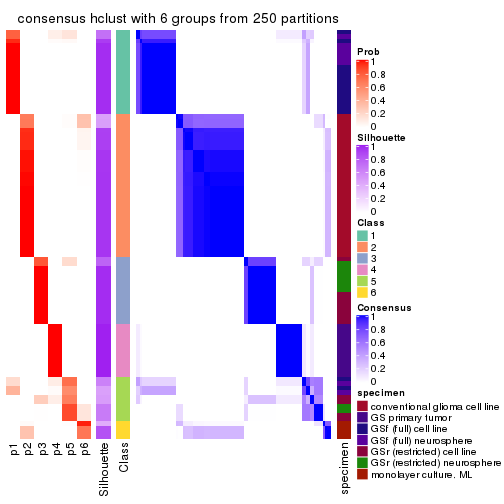 consensus hclust with 6 groups from 250 partitions
Prob
1
0.8
0.6
0.4
0.2
0
Silhouette
1
0.8
0.6
0.4
0.2
0
Class
1
2
3
4
5
6
Consensus
1
0.8
0.6
0.4
0.2
0
specimen
conventional glioma cell line
GS primary tumor
GSf (full) cell line
GSf (full) neurosphere
GSr (restricted) cell line
GSr (restricted) neurosphere
monolayer culture. ML
p1
p2
p3
p4
p5
p6
Silhouette
Class
specimen